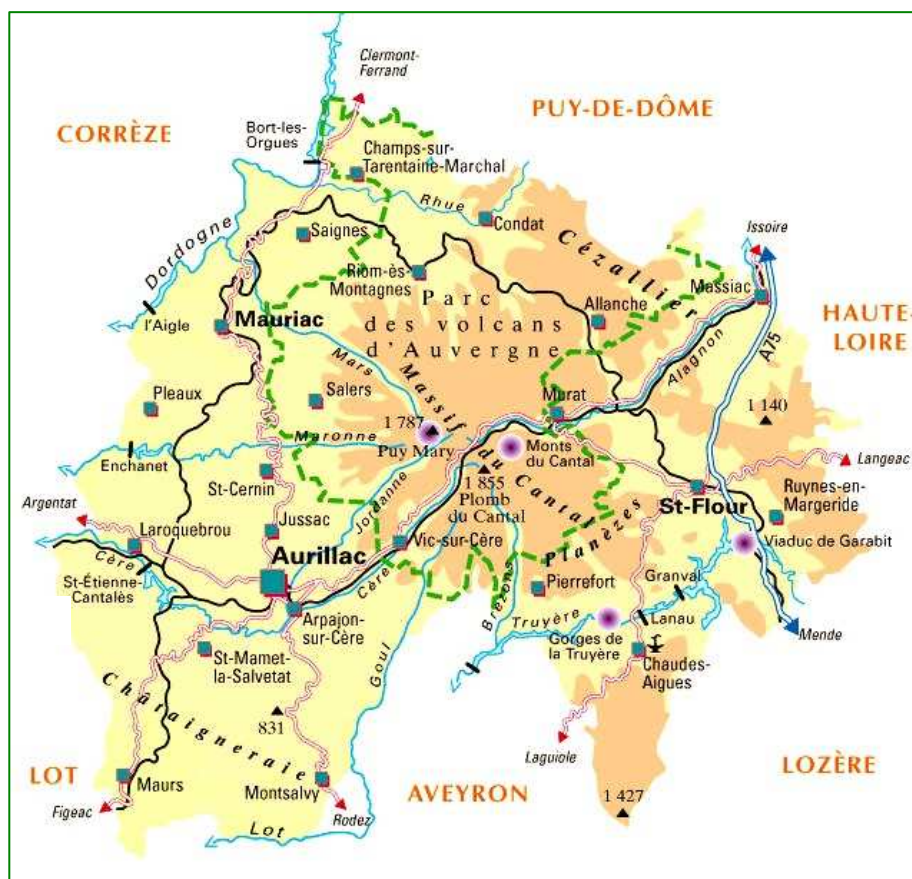 Clermont-
Ferrand
PUY-DE-DÔME
CORRÈZE
Bort-les-
Orgues
Champs-sur-
Tarentaine-Marchal
Rhue
Condat
Issoire
Dordogne
Saignes
Cézallier
Riom-ès-
Montagnes
Massiac
Parc
des volcans
d'Auvergne
Allanche
HAUTE-
LOIRE
l'Aigle
Mauriac
A75
Alagnon
Mars
Massif du Cantal
Salers
Pleaux
Murat
1 787
Puy Mary
1 140
Maronne
Monts
du Cantal
Enchanet
Langeac
1 855
Plomb
du Cantal
St-Cernin
Jordanne
Argentat
St-Flour
Ruynes-en-
Margeride
Laroquebrou
Jussac
Planèzes
Vic-sur-Cère
Viaduc de Garabit
Aurillac
Cère
Cère
St-Étienne-
Cantalès
Pierrefort
Granval
Brezons
Arpajon-
sur-Cère
Truyère
Lanau
Mende
Gorges de
la Truyère
St-Mamet-
la-Salvetat
Goul
Chaudes-
Aigues
Châtaigneraie
831
Laguiole
LOT
Maurs
Montsalvy
AVEYRON
LOZÈRE
1 427
Figeac
Rodez
Lot